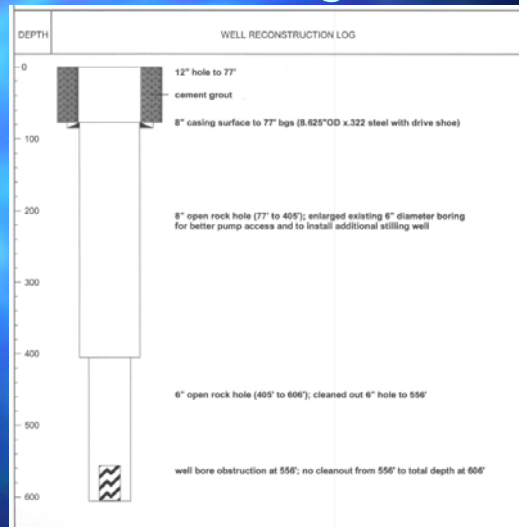 DEPTH
WELL RECONSTRUCTION LOG
0
12" hole to 77'
cement grout
8" casing surface to 77' bgs (8.625"OD x.322 steel with drive shoe)
100
200
8" open rock hole (77' to 405'); enlarged existing 6" diameter boring
for better pump access and to install additional stilling well
300
400
6" open rock hole (405' to 606'); cleaned out 6" hole to 556'
500
well bore obstruction at 556'; no cleanout from 556' to total depth at 606'
600